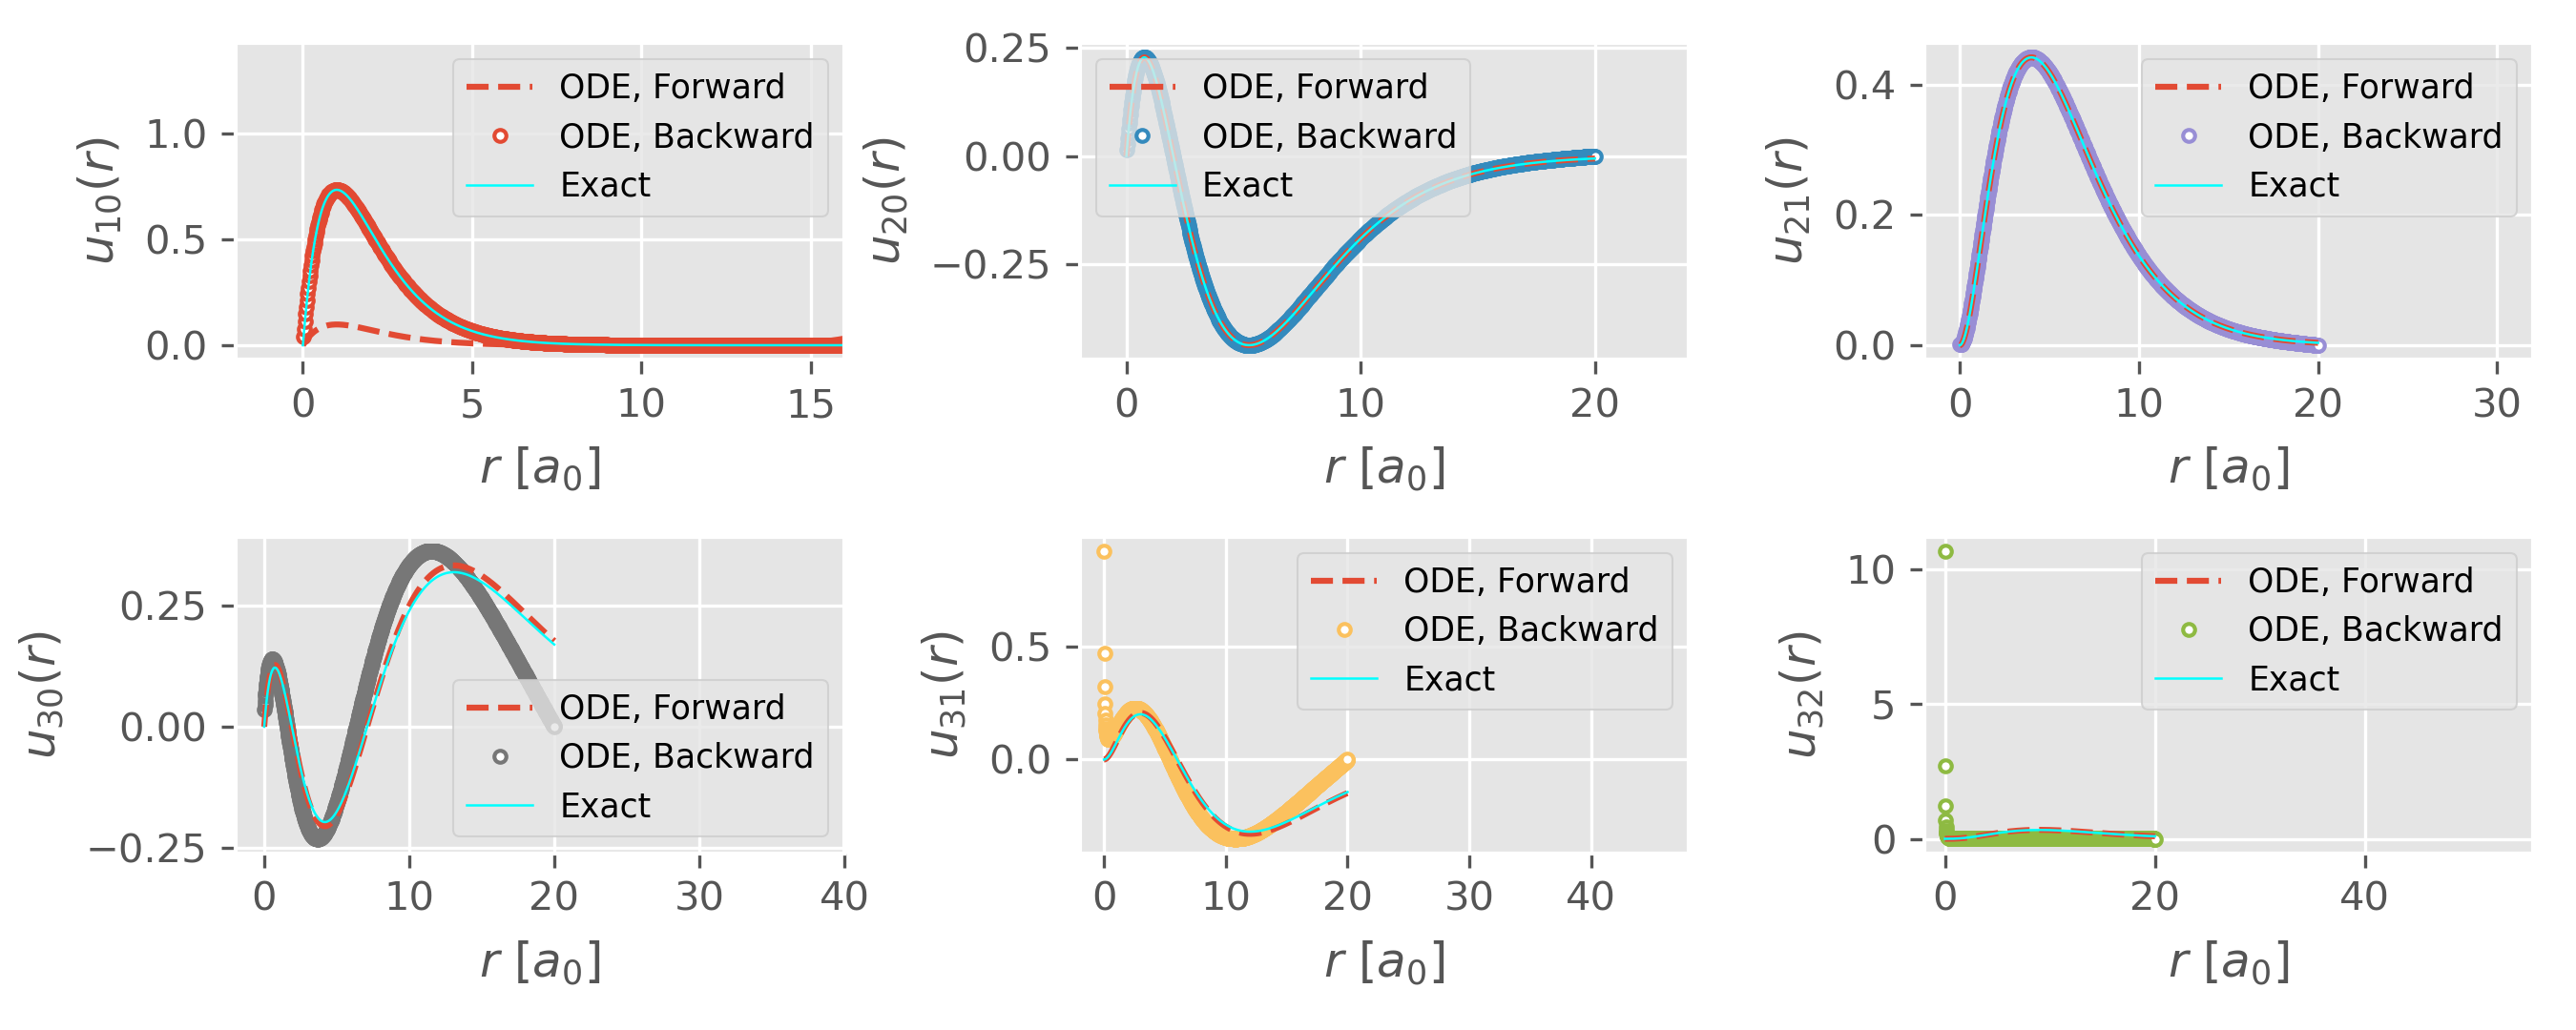 u10(r)
1.0
0.5
0.0
ODE, Forward
ODE, Backward
Exact
0 5 10 15
r [a0]
u20(r)
0.25
0.00
−0.25
ODE, Forward
ODE, Backward
Exact
0 10 20
r [a0]
u21(r)
0.4
0.2
0.0
ODE, Forward
ODE, Backward
Exact
0 10 20 30
r [a0]
u30(r)
0.25
0.00
−0.25
ODE, Forward
ODE, Backward
Exact
0 10 20 30 40
r [a0]
u31(r)
0.5
0.0
ODE, Forward
ODE, Backward
Exact
0 10 20 30 40
r [a0]
u32(r)
10
5
0
ODE, Forward
ODE, Backward
Exact
0 20 40
r [a0]